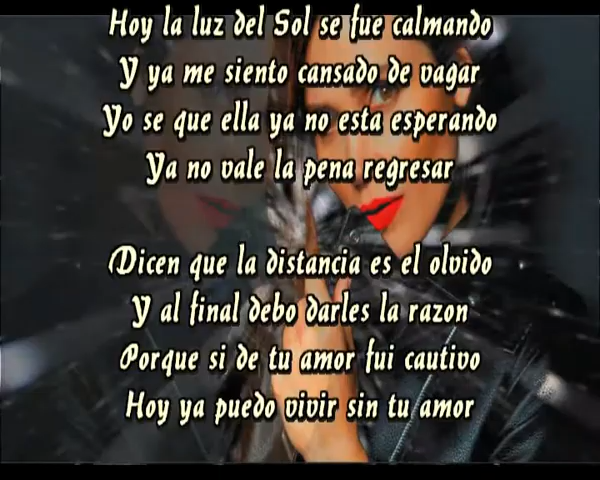 Hoy la luz del Sol se fue calmando
Y ya me siento cansado de vagar
Yo se que ella ya no esta esperando
Ya no vale la pena regresar
Dicen que la distancia es el olvido
Y al final debo darles la razon
Porque si de tu amor fui cautivo
Hoy ya puedo vivir sin tu amor